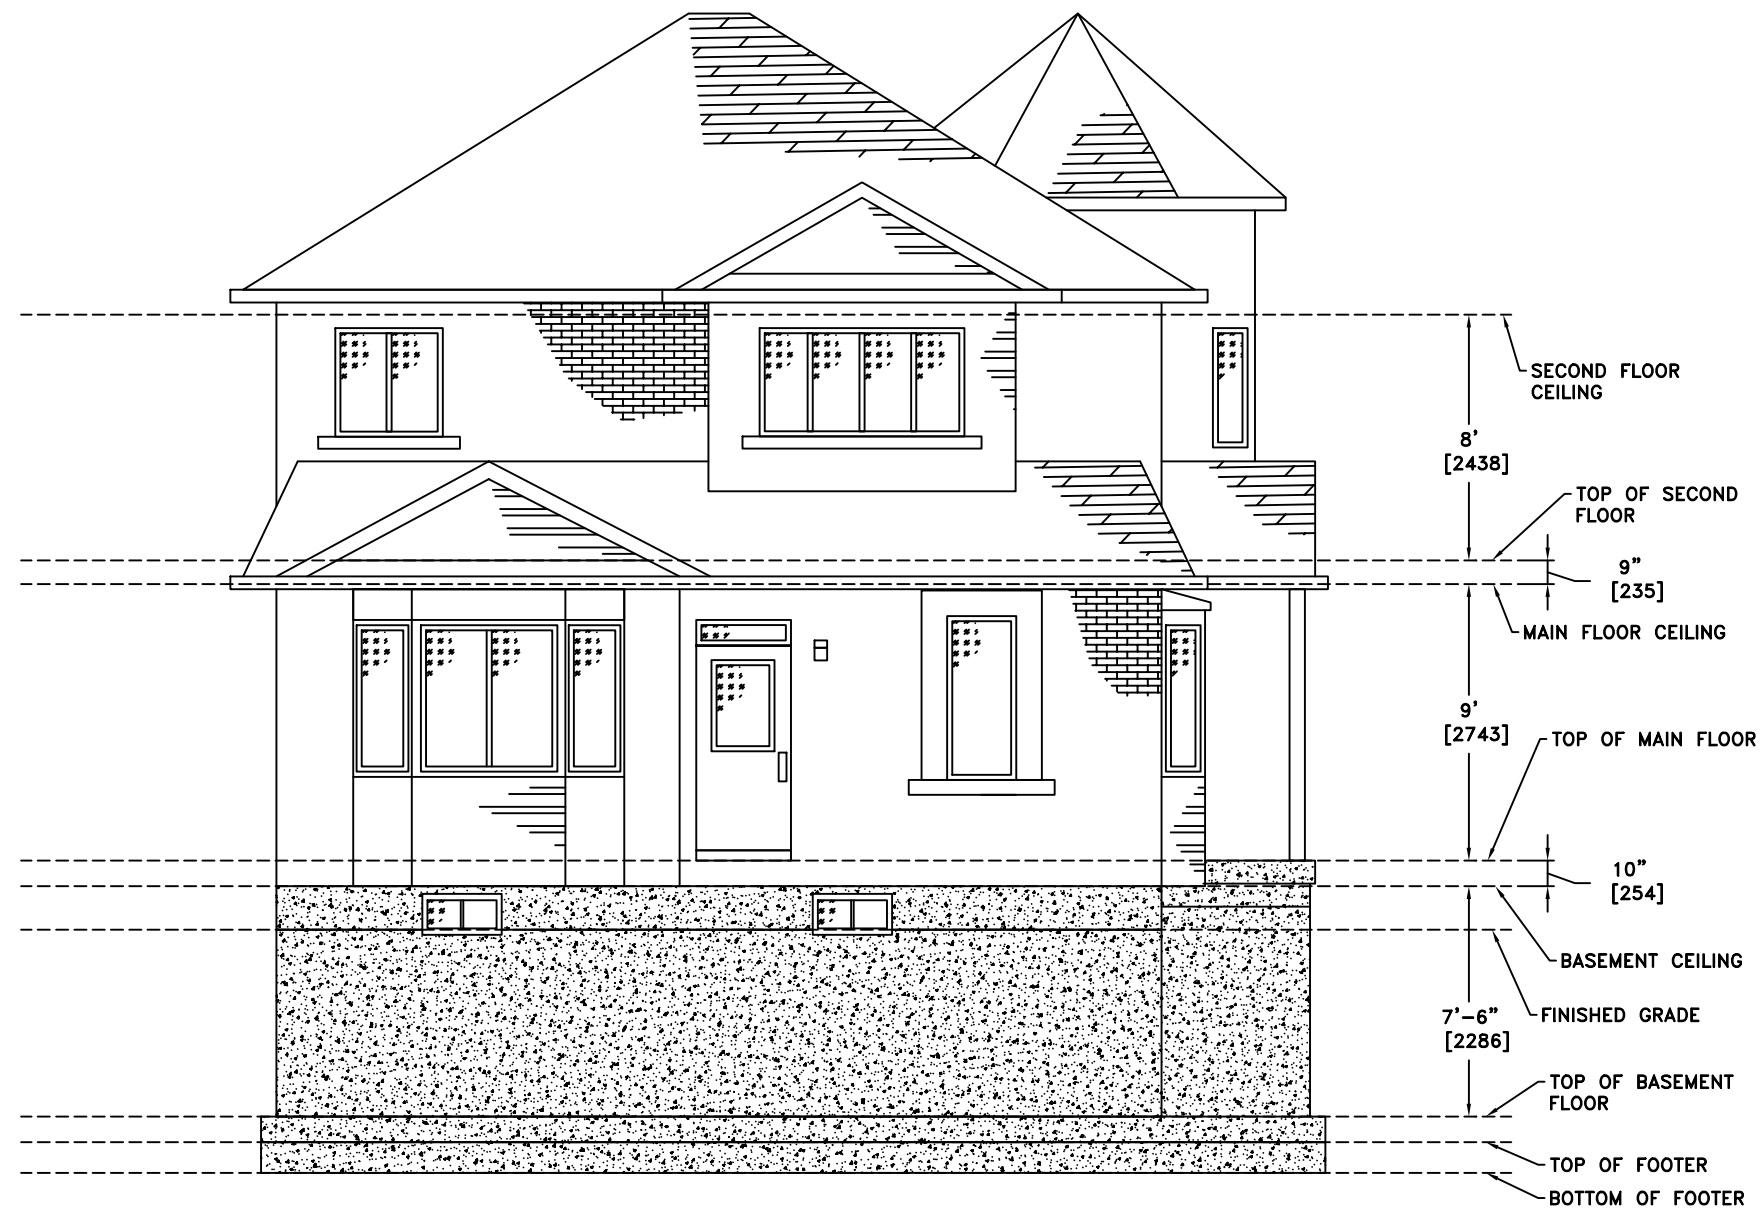 SECOND FLOOR
CEILING
8'
[2438]
TOP OF SECOND
FLOOR
9"
[235]
MAIN FLOOR CEILING
9'
[2743]
TOP OF MAIN FLOOR
10"
[254]
BASEMENT CEILING
FINISHED GRADE
7'-6"
[2286]
TOP OF BASEMENT
FLOOR
TOP OF FOOTER
BOTTOM OF FOOTER